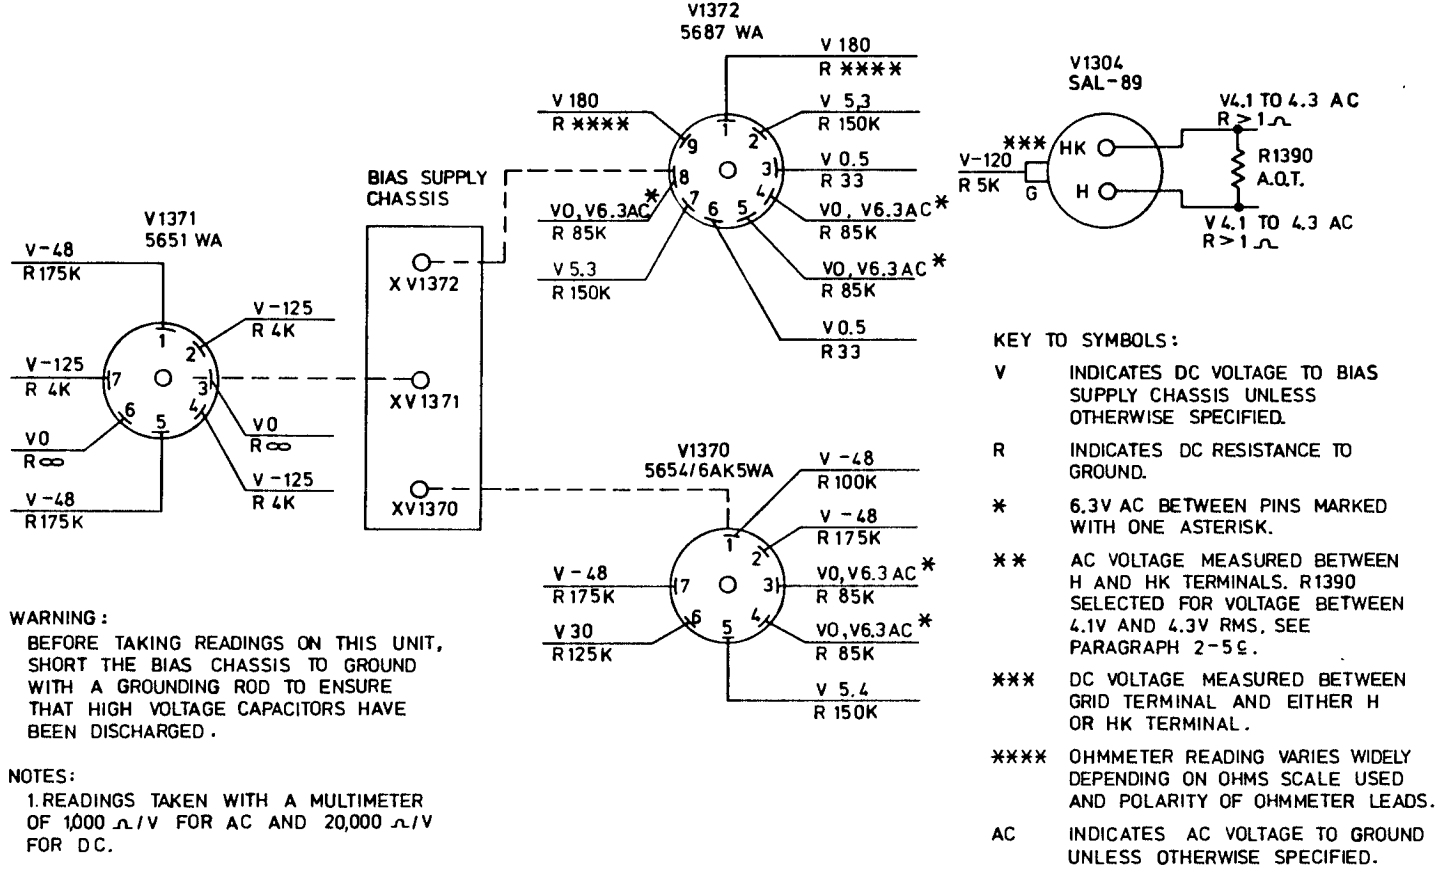 V1372
5687 WA
V 180
R ****
V 180
R ****
V 5.3
R 150K
V 0.5
R 33
V0, V6.3AC*
R 85K
V0, V6.3AC*
R 85K
V 0.5
R 33
V0, V6.3AC*
R 85K
V 5.3
R 150K
1
2
3
4
5
6
7
8
9
V1304
SAL-89
*** HK
H
G
V-120
R 5K
V4.1 TO 4.3 AC
R > 1 Ω
R1390
A.O.T.
V 4.1 TO 4.3 AC
R > 1 Ω
BIAS SUPPLY
CHASSIS
XV1372
XV1371
XV1370
V1371
5651 WA
V-48
R175K
V-125
R 4K
V-125
R 4K
V0
R∞
V0
R∞
V-125
R 4K
V-48
R175K
1
2
3
4
5
6
7
V1370
5654/6AK5WA
V -48
R 100K
V -48
R 175K
V0, V6.3 AC*
R 85K
V0, V6.3AC*
R 85K
V 5.4
R 150K
V -48
R 175K
V 30
R 125K
1
2
3
4
5
6
7
WARNING:
BEFORE TAKING READINGS ON THIS UNIT,
SHORT THE BIAS CHASSIS TO GROUND
WITH A GROUNDING ROD TO ENSURE
THAT HIGH VOLTAGE CAPACITORS HAVE
BEEN DISCHARGED.
NOTES:
1. READINGS TAKEN WITH A MULTIMETER
OF 1,000 Ω/V FOR AC AND 20,000 Ω/V
FOR DC.
KEY TO SYMBOLS:
V INDICATES DC VOLTAGE TO BIAS
SUPPLY CHASSIS UNLESS
OTHERWISE SPECIFIED.
R INDICATES DC RESISTANCE TO
GROUND.
* 6.3V AC BETWEEN PINS MARKED
WITH ONE ASTERISK.
** AC VOLTAGE MEASURED BETWEEN
H AND HK TERMINALS. R1390
SELECTED FOR VOLTAGE BETWEEN
4.1V AND 4.3V RMS. SEE
PARAGRAPH 2-5c.
*** DC VOLTAGE MEASURED BETWEEN
GRID TERMINAL AND EITHER H
OR HK TERMINAL.
**** OHMMETER READING VARIES WIDELY
DEPENDING ON OHMS SCALE USED
AND POLARITY OF OHMMETER LEADS.
AC INDICATES AC VOLTAGE TO GROUND
UNLESS OTHERWISE SPECIFIED.